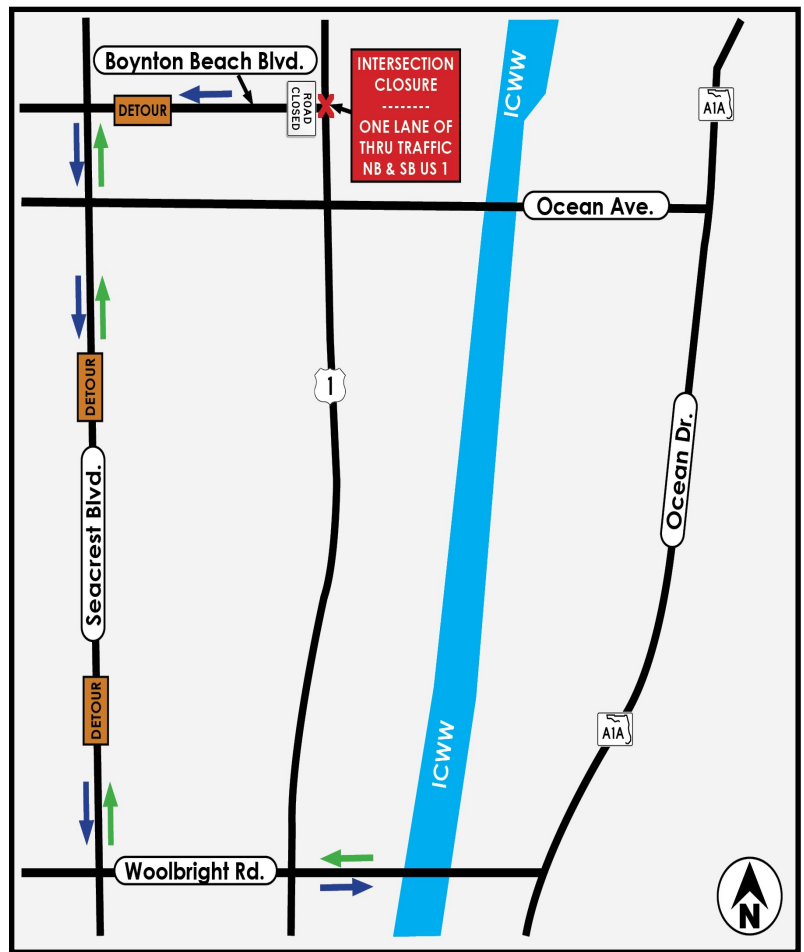 Boynton Beach Blvd.
INTERSECTION
CLOSURE
--------
ONE LANE OF
THRU TRAFFIC
NB & SB US 1
ICWW
A1A
DETOUR
ROAD
CLOSED
Ocean Ave.
DETOUR
1
Ocean Dr.
Seacrest Blvd.
DETOUR
A1A
ICWW
Woolbright Rd.
N